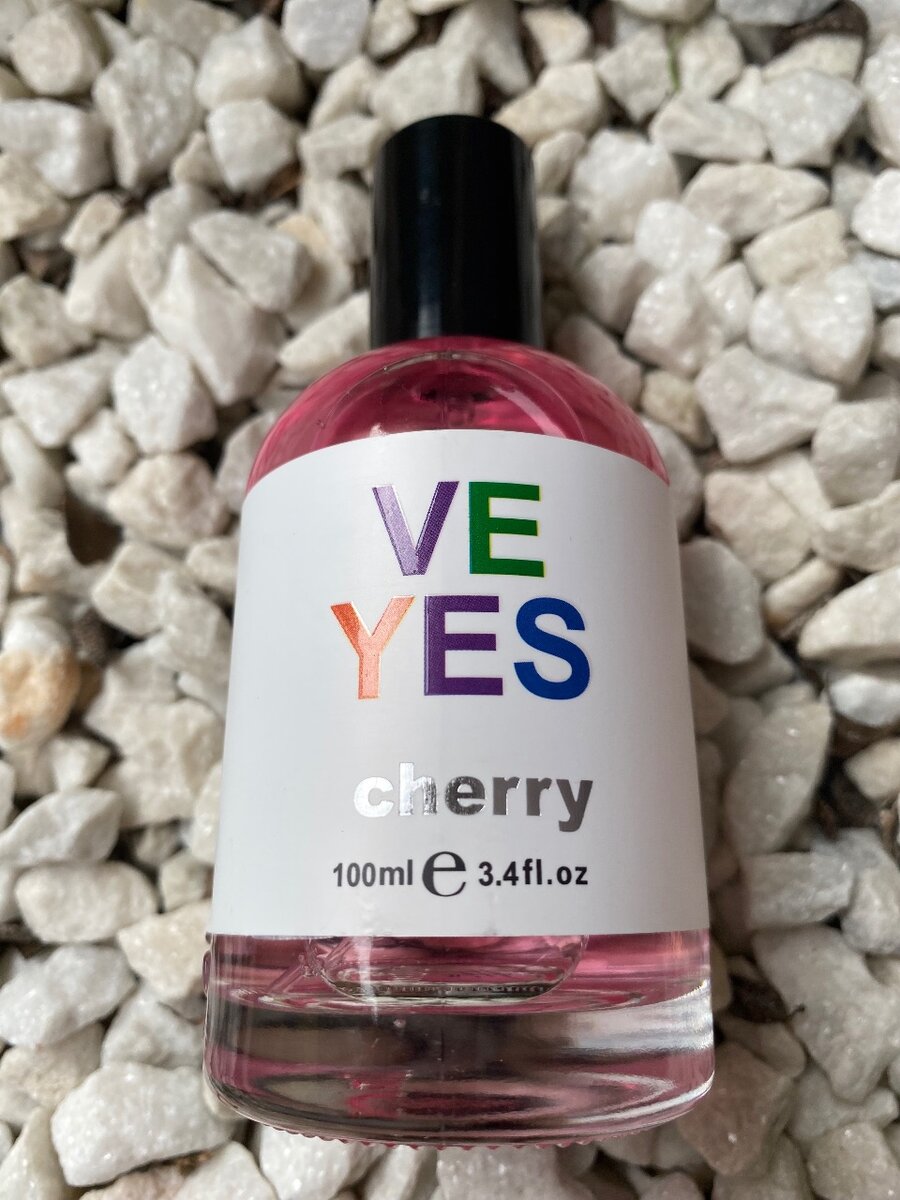 VE
YES
cherry
100ml ℮ 3.4fl.oz